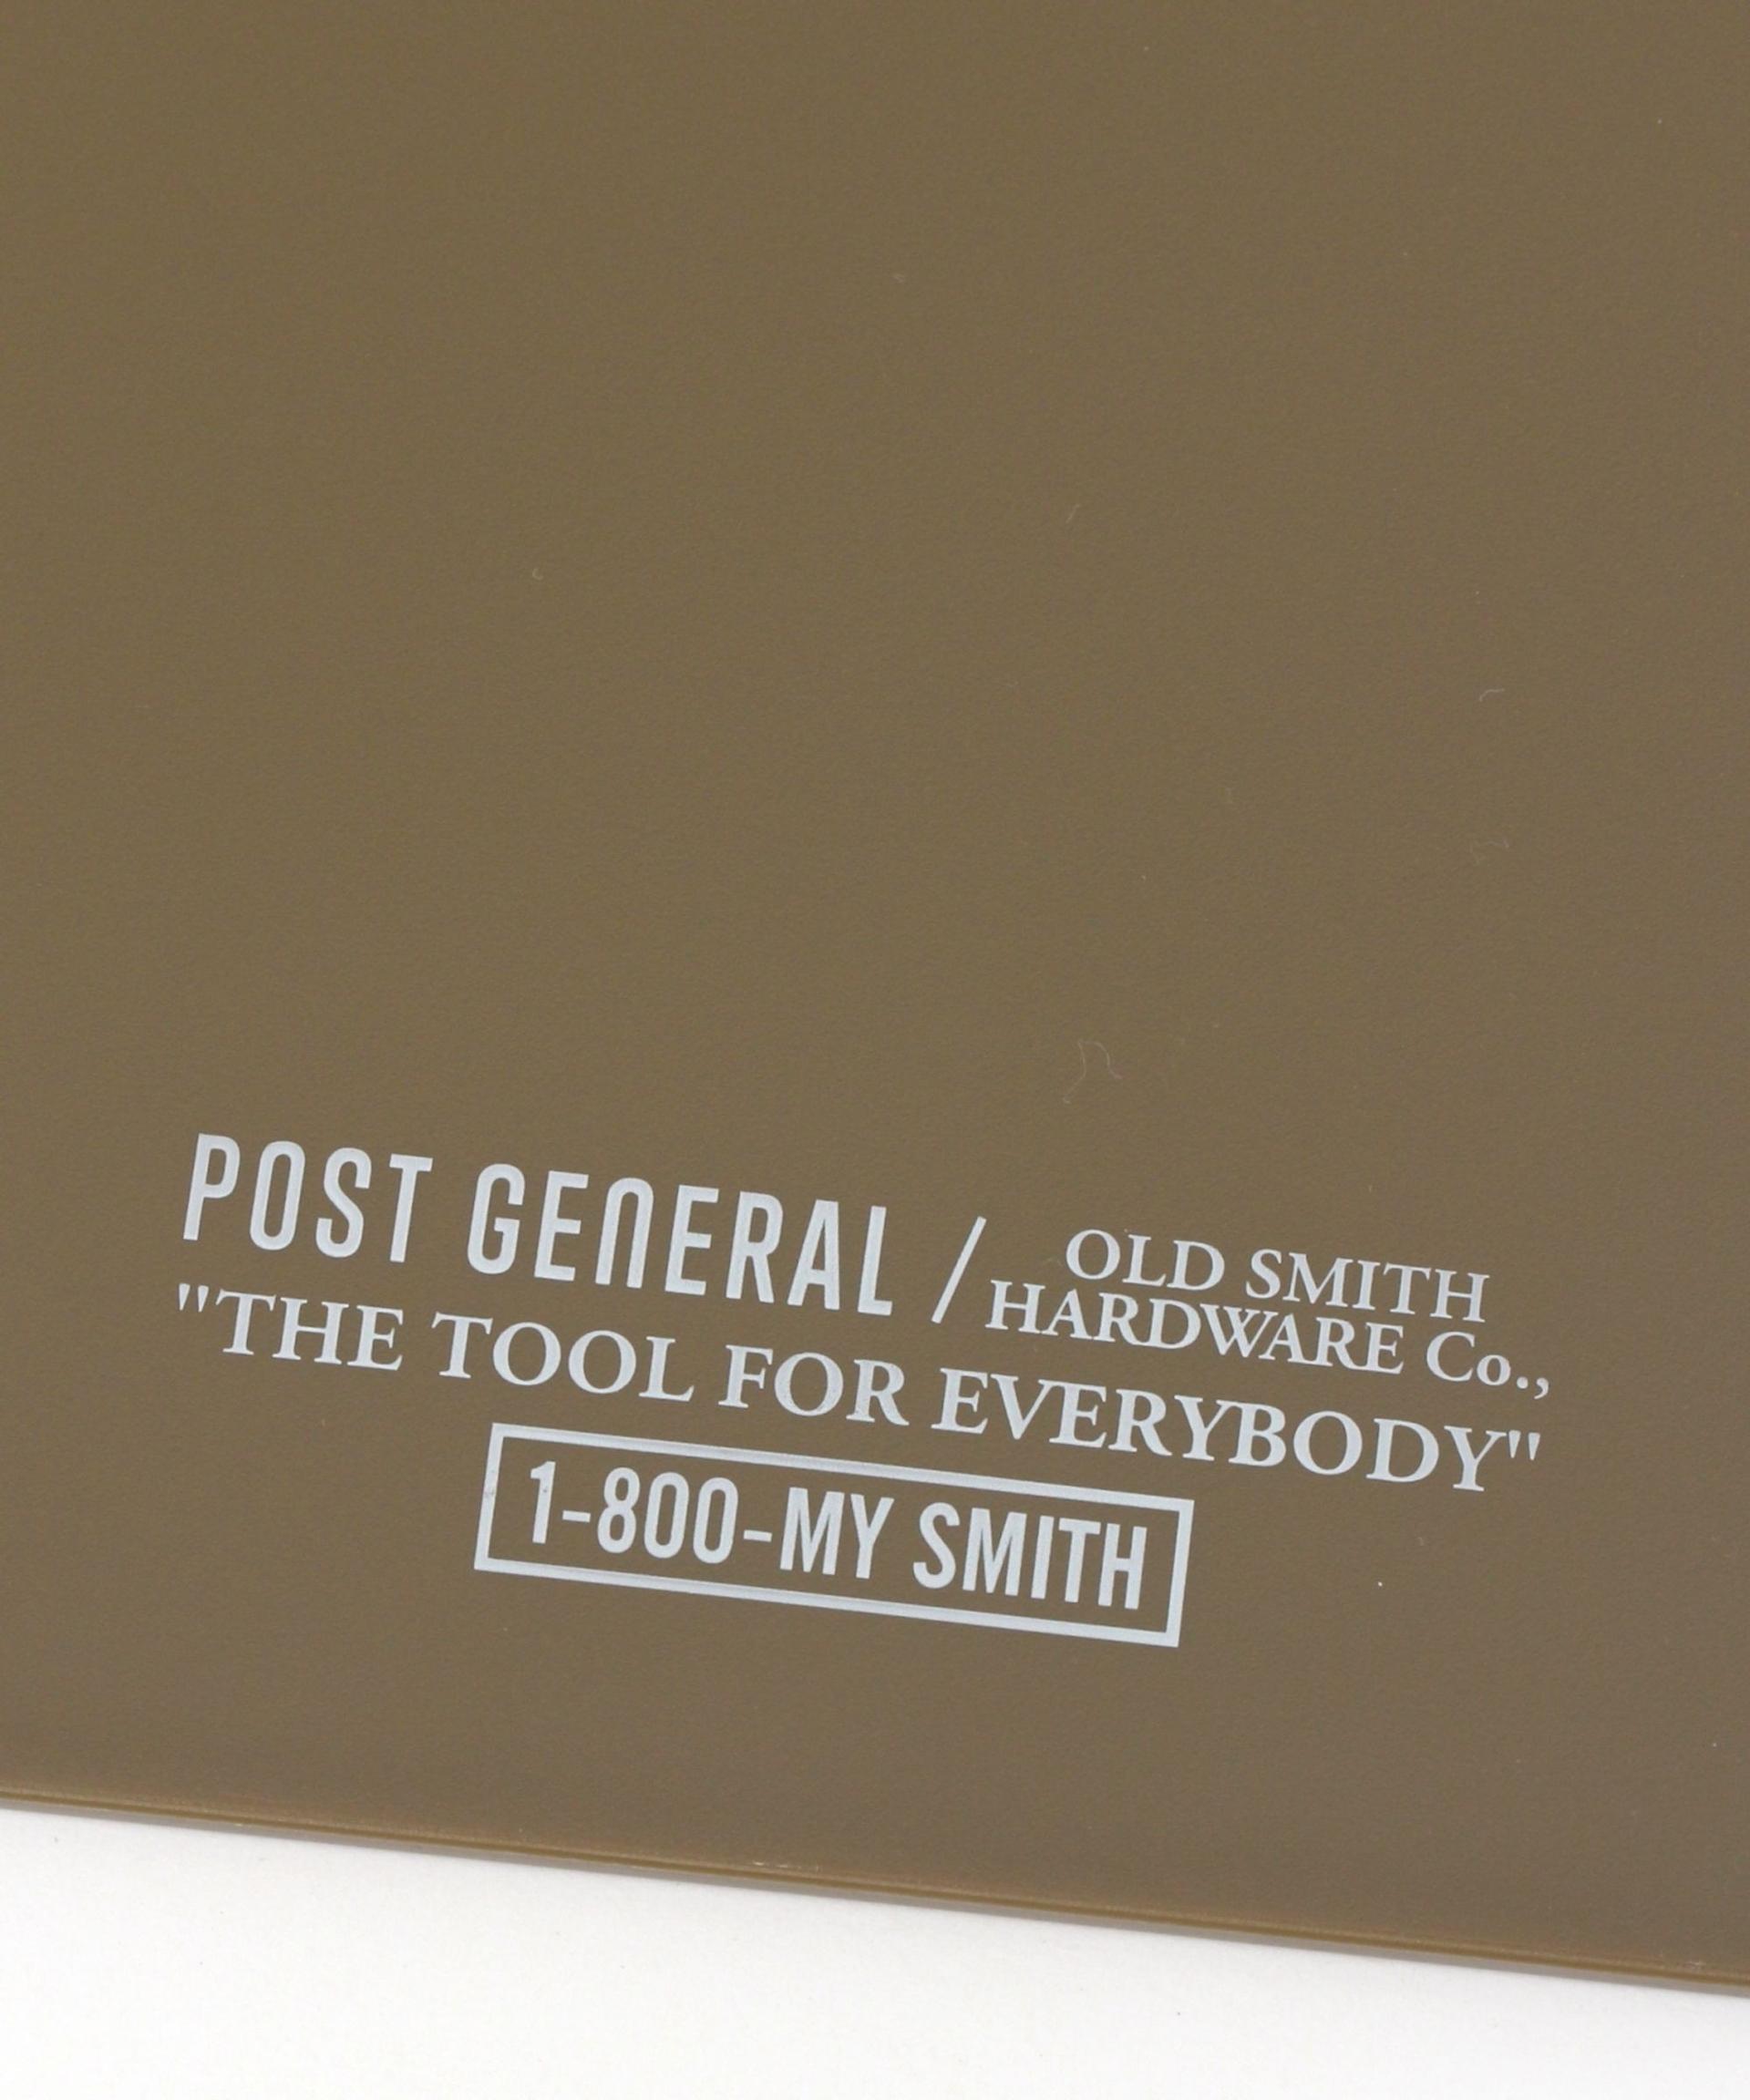 POST GENERAL / OLD SMITH
HARDWARE Co.,
"THE TOOL FOR EVERYBODY"
1-800-MY SMITH